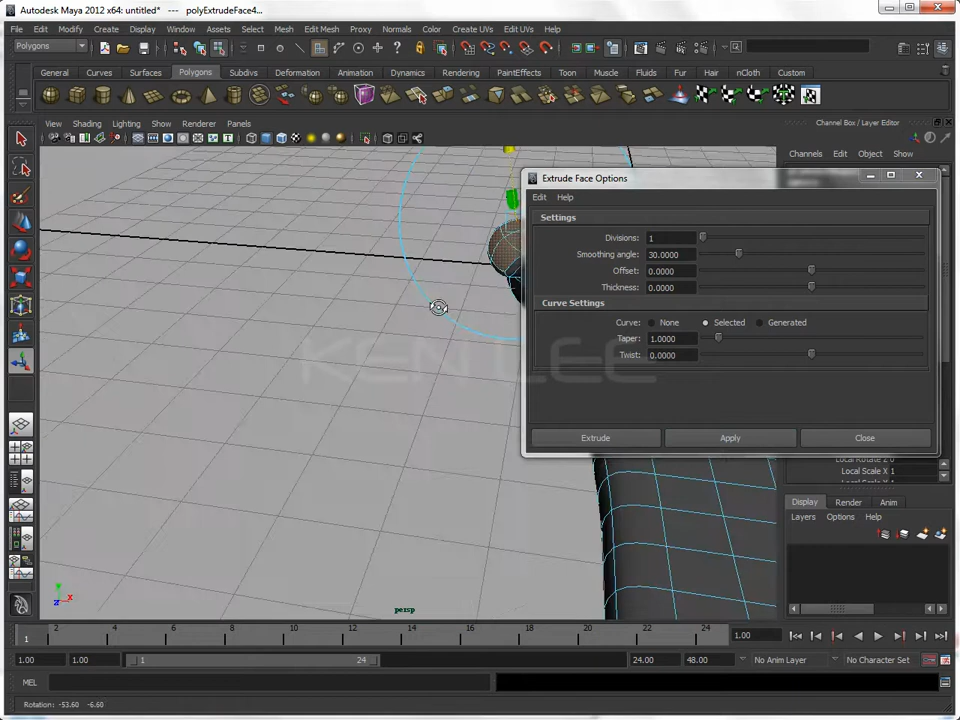 Autodesk Maya 2012 x64: untitled*   ---   polyExtrudeFace4...
File Edit Modify Create Display Window Assets Select Mesh Edit Mesh Proxy Normals Color Create UVs Edit UVs Help
Polygons
General Curves Surfaces Polygons Subdivs Deformation Animation Dynamics Rendering PaintEffects Toon Muscle Fluids Fur Hair nCloth Custom
View Shading Lighting Show Renderer Panels
Channel Box / Layer Editor
Channels Edit Object Show
Extrude Face Options
Edit Help
Settings
Divisions: 1
Smoothing angle: 30.0000
Offset: 0.0000
Thickness: 0.0000
Curve Settings
Curve: None Selected Generated
Taper: 1.0000
Twist: 0.0000
Extrude Apply Close
KEN LEE
Local Scale X 1
Display Render Anim
Layers Options Help
y
z x
persp
1 2 4 6 8 10 12 14 16 18 20 22 24 1.00
1.00 1.00 1 24 24.00 48.00 No Anim Layer No Character Set
MEL
Rotation: -53.60 -6.60